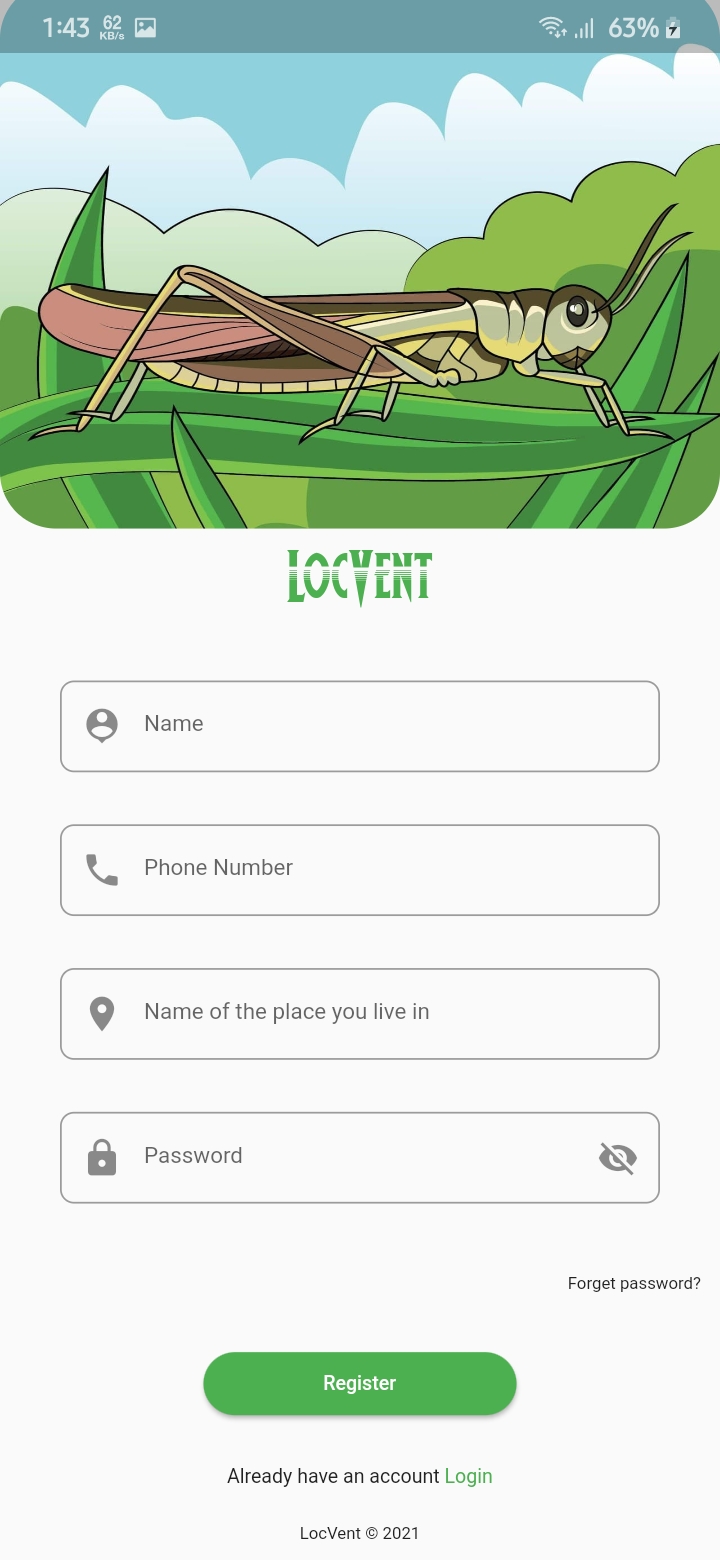 1:43 62 KB/s 63%
LOCVENT
Name
Phone Number
Name of the place you live in
Password
Forget password?
Register
Already have an account Login
LocVent © 2021